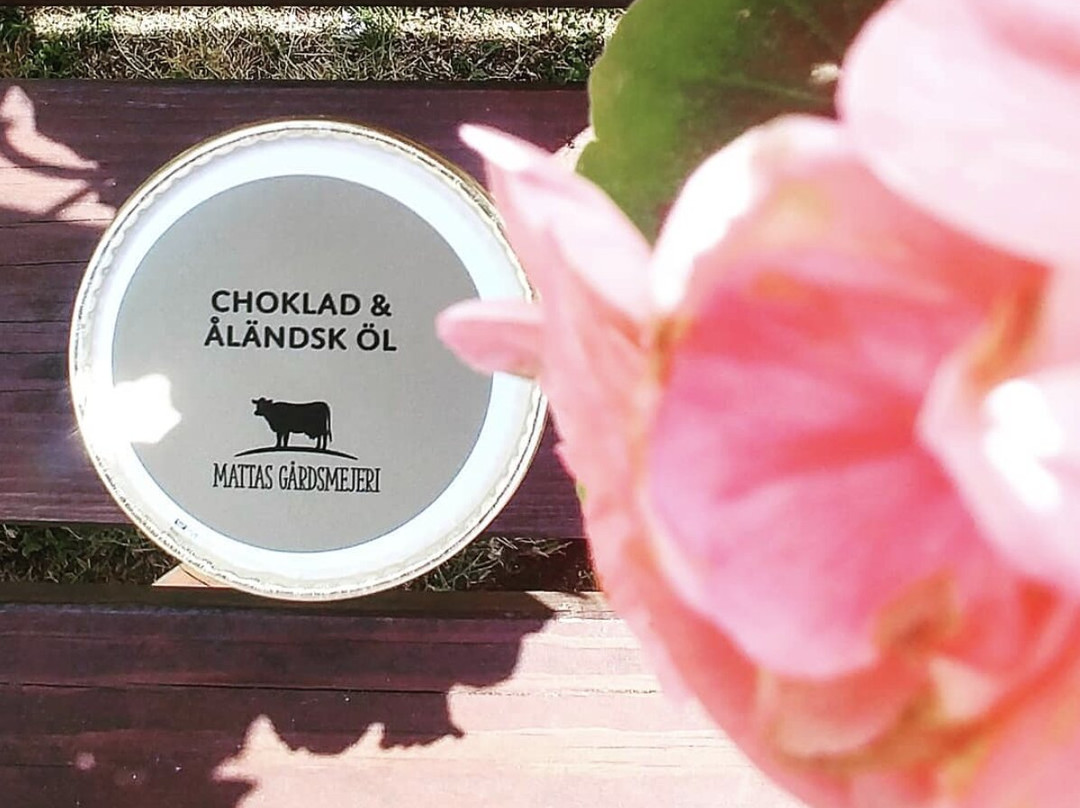 CHOKLAD &
ÅLÄNDSK ÖL
MATTAS GÅRDSMEJERI